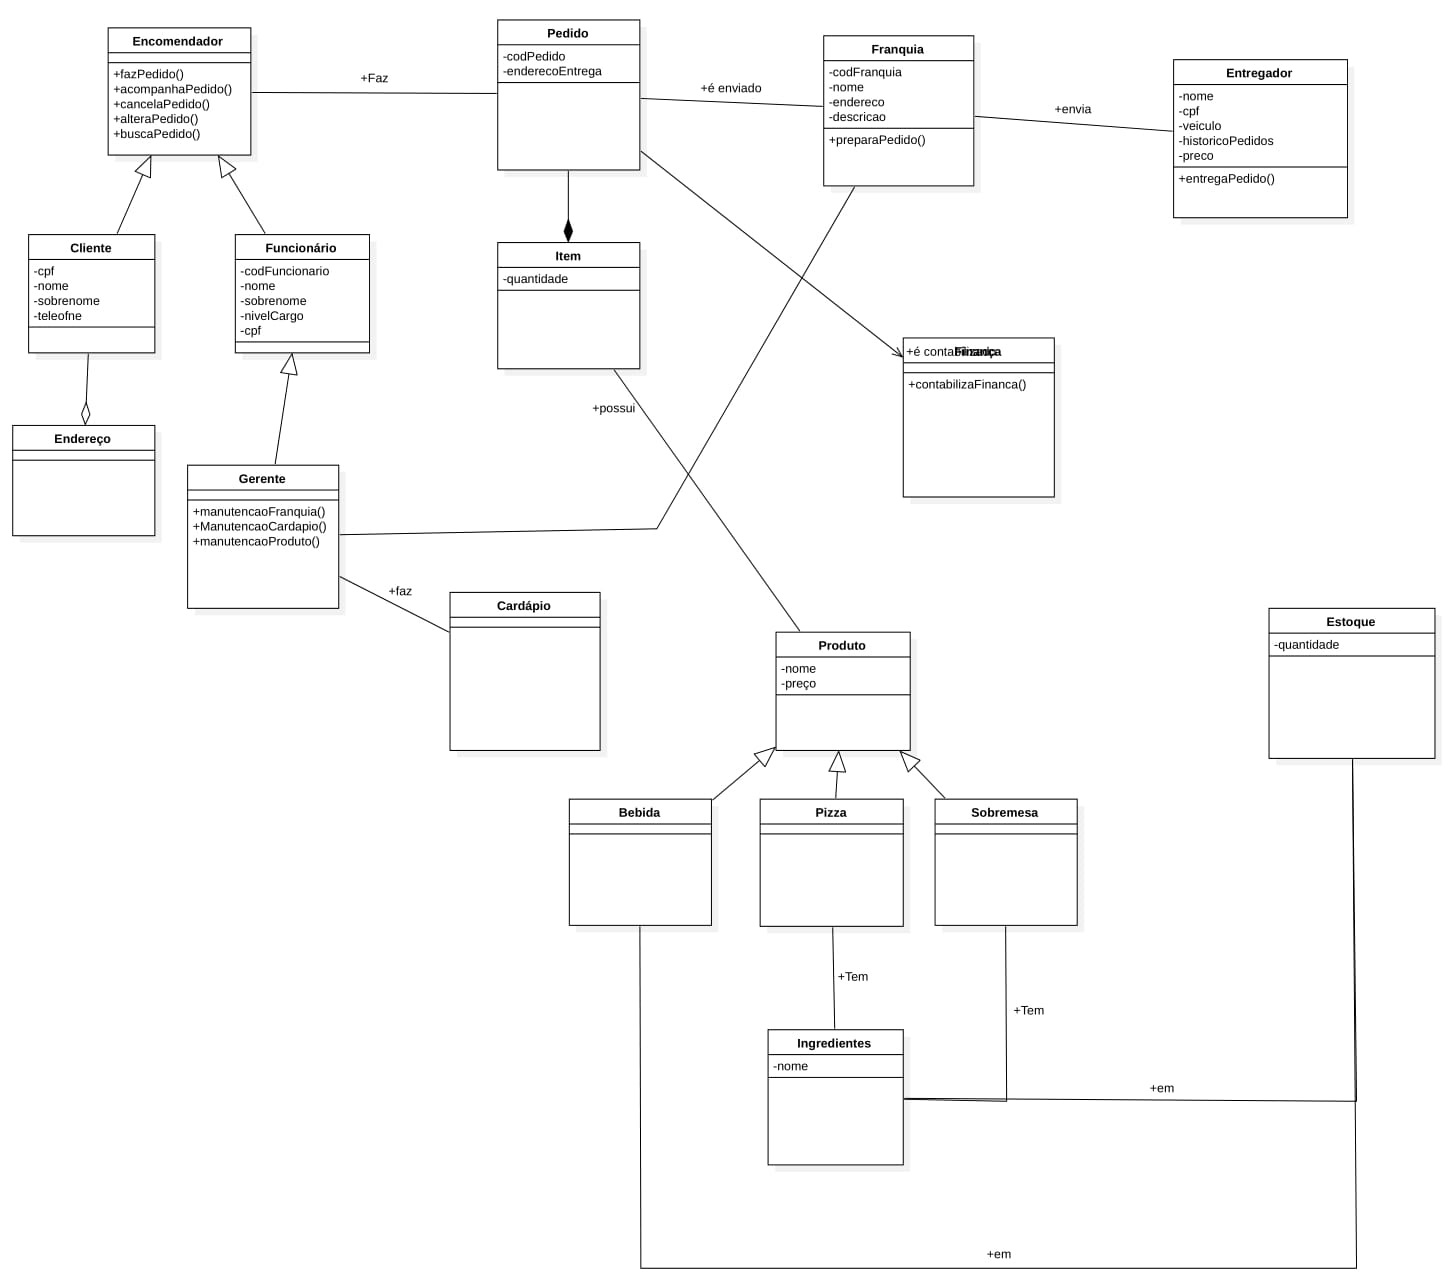 Encomendador
+fazPedido()
+acompanhaPedido()
+cancelaPedido()
+alteraPedido()
+buscaPedido()
+Faz
Pedido
-codPedido
-enderecoEntrega
+é enviado
Franquia
-codFranquia
-nome
-endereco
-descricao
+preparaPedido()
+envia
Entregador
-nome
-cpf
-veiculo
-historicoPedidos
-preco
+entregaPedido()
Cliente
-cpf
-nome
-sobrenome
-teleofne
Funcionário
-codFuncionario
-nome
-sobrenome
-nivelCargo
-cpf
Item
-quantidade
+é contabilizado
Finança
+contabilizaFinanca()
+possui
Endereço
Gerente
+manutencaoFranquia()
+ManutencaoCardapio()
+manutencaoProduto()
+faz
Cardápio
Produto
-nome
-preço
Estoque
-quantidade
Bebida
Pizza
Sobremesa
+Tem
+Tem
Ingredientes
-nome
+em
+em